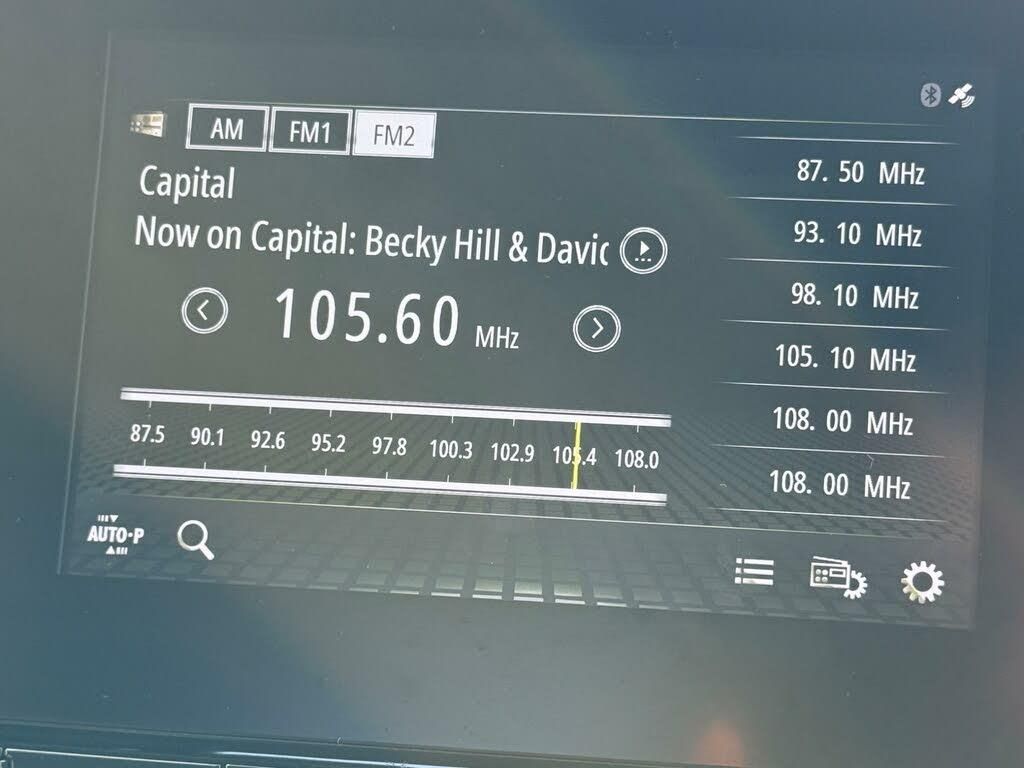 AM FM1 FM2
Capital
Now on Capital: Becky Hill & Davic
105.60 MHz
87.5 90.1 92.6 95.2 97.8 100.3 102.9 105.4 108.0
AUTO-P
87. 50 MHz
93. 10 MHz
98. 10 MHz
105. 10 MHz
108. 00 MHz
108. 00 MHz